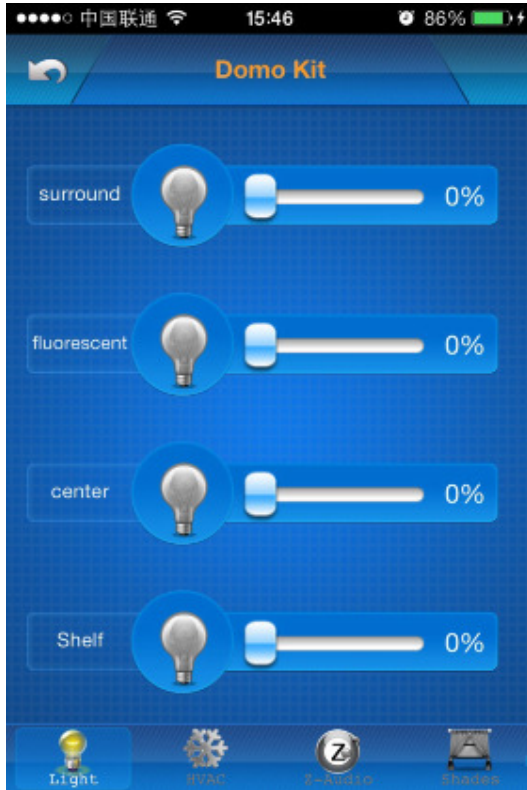 中国联通 15:46 86%
Domo Kit
surround 0%
fluorescent 0%
center 0%
Shelf 0%
Light HVAC Z-Audio Shades